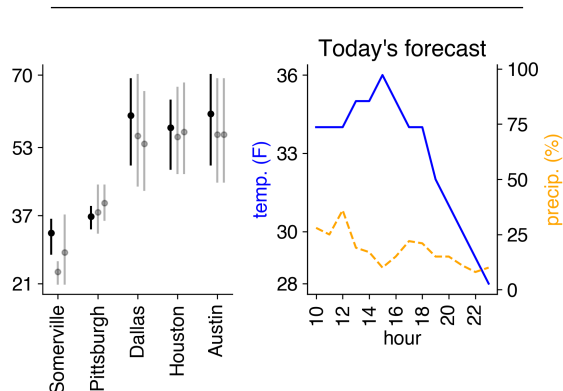 Today's forecast
70
53
37
21
Somerville
Pittsburgh
Dallas
Houston
Austin
temp. (F)
36
33
30
28
100
75
50
25
0
precip. (%)
10
12
14
16
18
20
22
hour